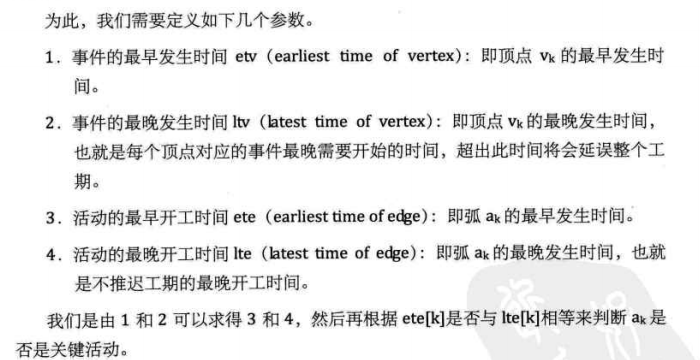 为此，我们需要定义如下几个参数。
1．事件的最早发生时间 etv（earliest time of vertex）：即顶点 vk 的最早发生时
间。
2．事件的最晚发生时间 ltv（latest time of vertex）：即顶点 vk 的最晚发生时间，
也就是每个顶点对应的事件最晚需要开始的时间，超出此时间将会延误整个工
期。
3．活动的最早开工时间 ete（earliest time of edge）：即弧 ak 的最早发生时间。
4．活动的最晚开工时间 lte（latest time of edge）：即弧 ak 的最晚发生时间，也就
是不推迟工期的最晚开工时间。
我们是由 1 和 2 可以求得 3 和 4，然后再根据 ete[k]是否与 lte[k]相等来判断 ak 是
否是关键活动。